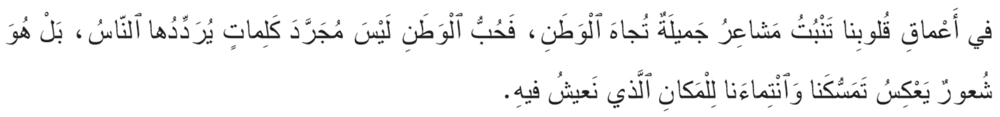 في أَعْماقِ قُلوبِنا تَنْبُتُ مَشاعِرُ جَميلَةٌ تُجاهَ ٱلْوَطَنِ، فَحُبُّ ٱلْوَطَنِ لَيْسَ مُجَرَّدَ كَلِماتٍ يُرَدِّدُها ٱلنّاسُ، بَلْ هُوَ
شُعورٌ يَعْكِسُ تَمَسُّكَنا وَٱنْتِماءَنا لِلْمَكانِ ٱلَّذي نَعيشُ فيهِ.